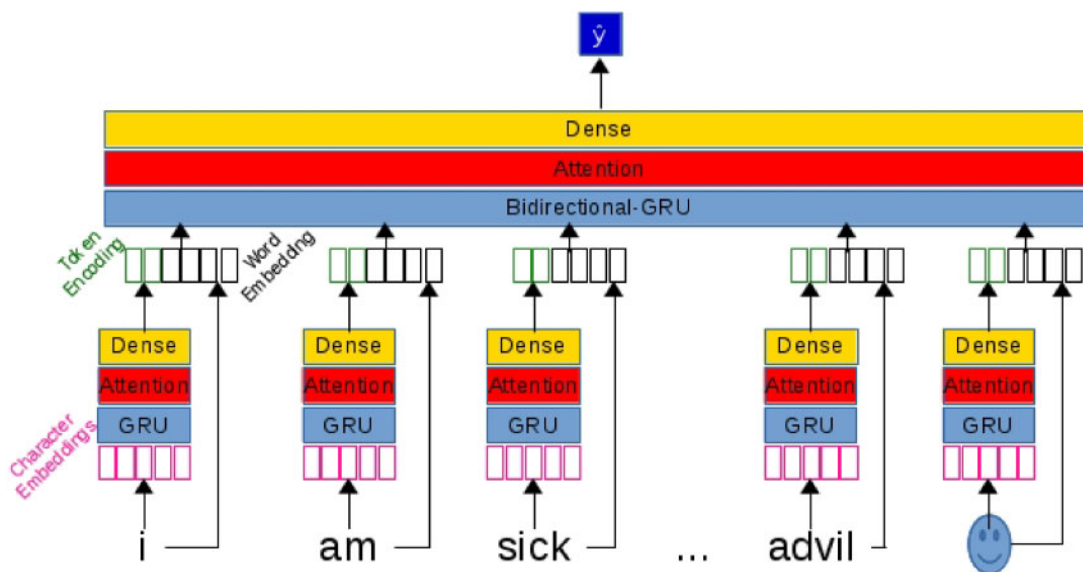 ŷ
Dense
Attention
Bidirectional-GRU
Token
Encoding
Word
Embedding
Dense Dense Dense Dense Dense
Attention Attention Attention Attention Attention
GRU GRU GRU GRU GRU
Character
Embeddings
i am sick ... advil